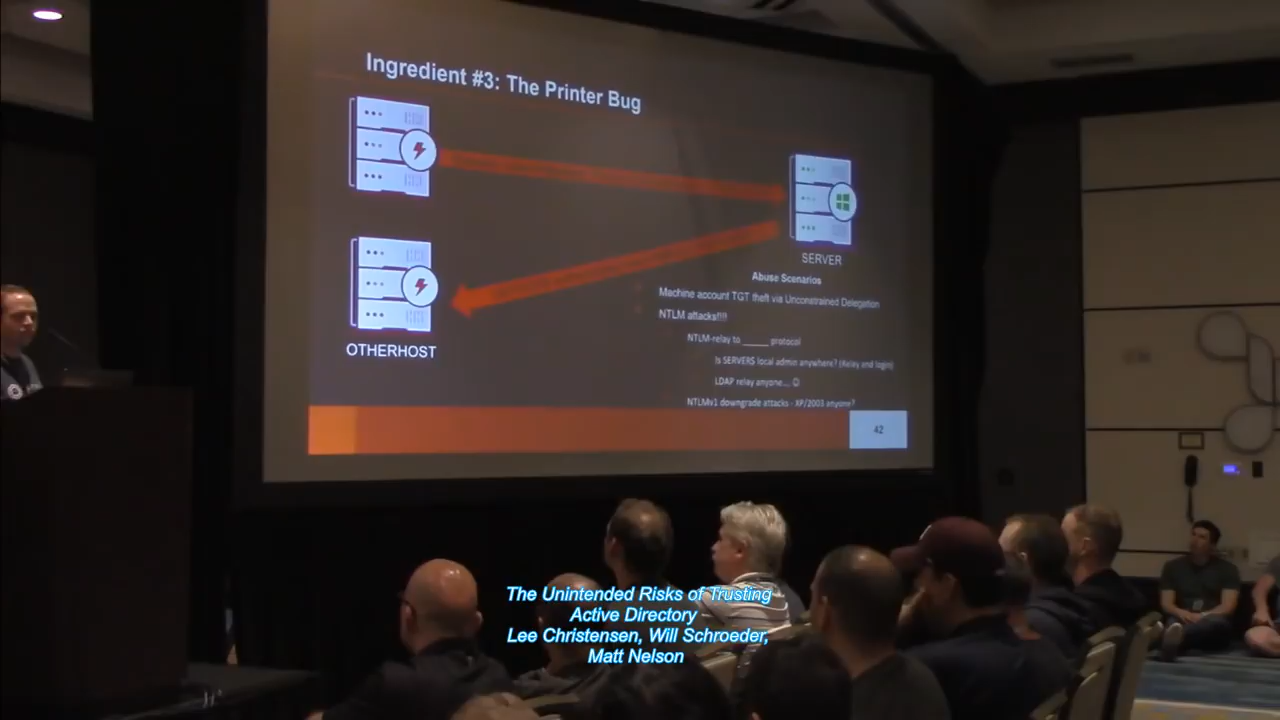 Ingredient #3: The Printer Bug
SERVER
OTHERHOST
Abuse Scenarios
Machine account TGT theft via Unconstrained Delegation
NTLM attacks!!!!
NTLM-relay to ______ protocol
Is SERVERS local admin anywhere? (Relay and login)
LDAP relay anyone.... ☺
NTLMv1 downgrade attacks - XP/2003 anyone?
42
The Unintended Risks of Trusting
Active Directory
Lee Christensen, Will Schroeder,
Matt Nelson